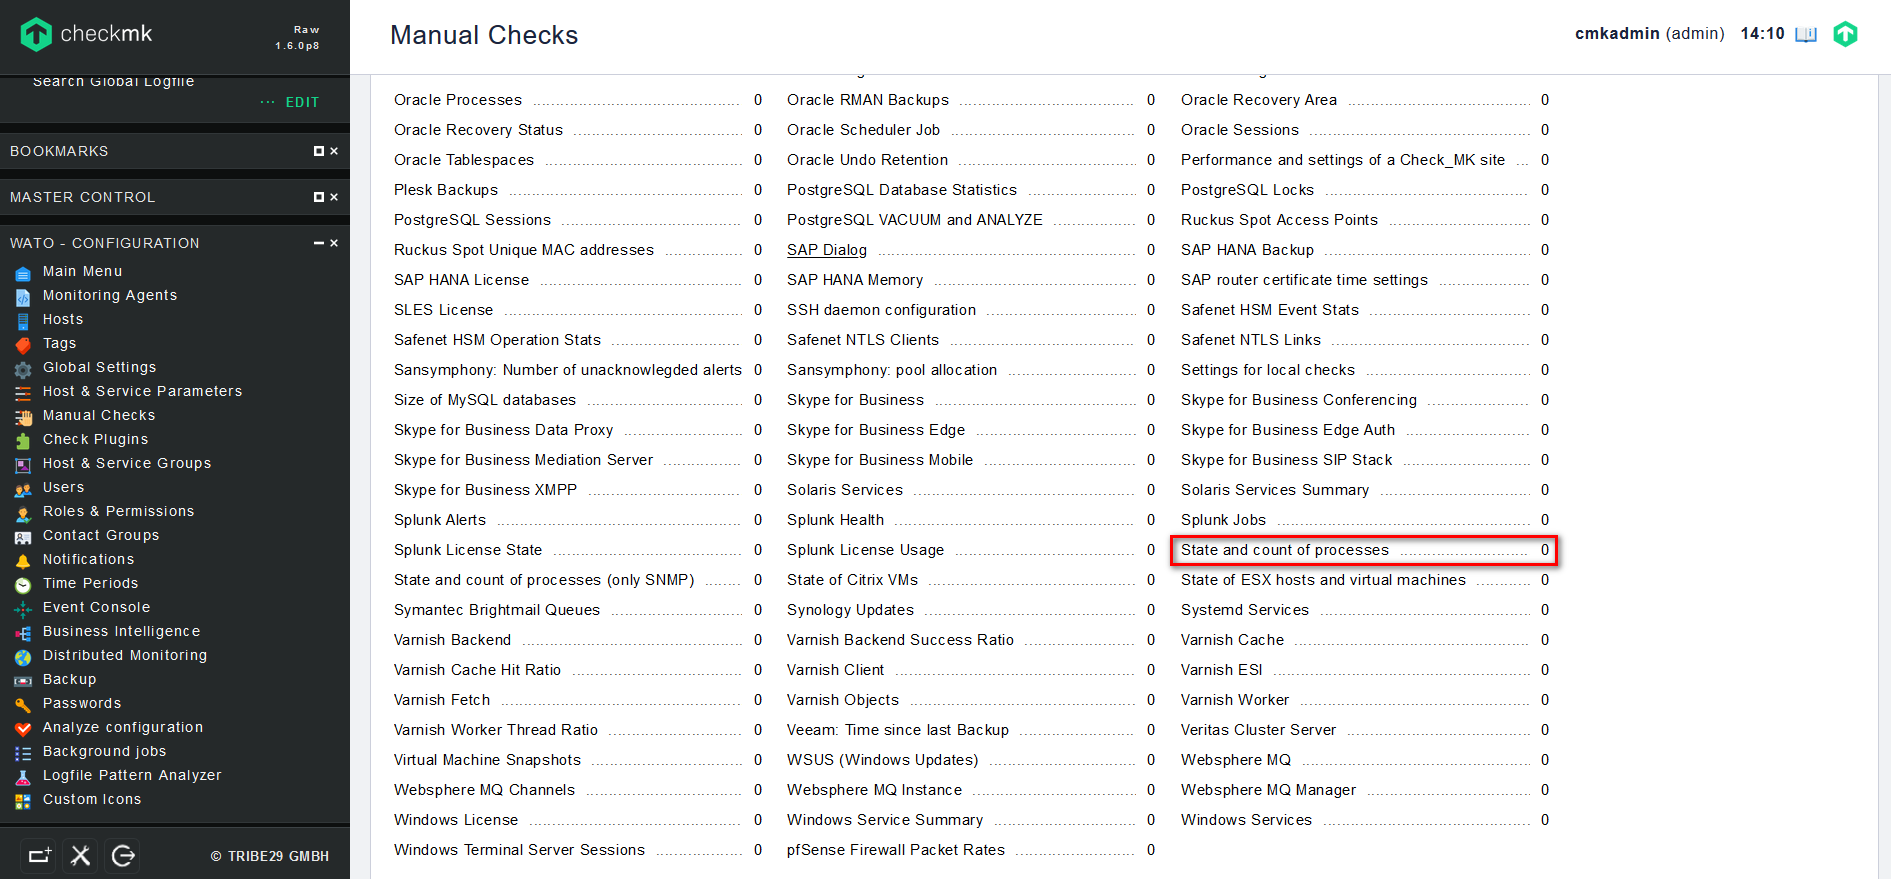 checkmk
Raw
1.6.0p8
Search Global Logfile
EDIT
BOOKMARKS
MASTER CONTROL
WATO - CONFIGURATION
Main Menu
Monitoring Agents
Hosts
Tags
Global Settings
Host & Service Parameters
Manual Checks
Check Plugins
Host & Service Groups
Users
Roles & Permissions
Contact Groups
Notifications
Time Periods
Event Console
Business Intelligence
Distributed Monitoring
Backup
Passwords
Analyze configuration
Background jobs
Logfile Pattern Analyzer
Custom Icons
© TRIBE29 GMBH
Manual Checks
cmkadmin (admin) 14:10
Oracle Processes 0 Oracle RMAN Backups 0 Oracle Recovery Area 0
Oracle Recovery Status 0 Oracle Scheduler Job 0 Oracle Sessions 0
Oracle Tablespaces 0 Oracle Undo Retention 0 Performance and settings of a Check_MK site ... 0
Plesk Backups 0 PostgreSQL Database Statistics 0 PostgreSQL Locks 0
PostgreSQL Sessions 0 PostgreSQL VACUUM and ANALYZE 0 Ruckus Spot Access Points 0
Ruckus Spot Unique MAC addresses 0 SAP Dialog 0 SAP HANA Backup 0
SAP HANA License 0 SAP HANA Memory 0 SAP router certificate time settings 0
SLES License 0 SSH daemon configuration 0 Safenet HSM Event Stats 0
Safenet HSM Operation Stats 0 Safenet NTLS Clients 0 Safenet NTLS Links 0
Sansymphony: Number of unacknowlegded alerts 0 Sansymphony: pool allocation 0 Settings for local checks 0
Size of MySQL databases 0 Skype for Business 0 Skype for Business Conferencing 0
Skype for Business Data Proxy 0 Skype for Business Edge 0 Skype for Business Edge Auth 0
Skype for Business Mediation Server 0 Skype for Business Mobile 0 Skype for Business SIP Stack 0
Skype for Business XMPP 0 Solaris Services 0 Solaris Services Summary 0
Splunk Alerts 0 Splunk Health 0 Splunk Jobs 0
Splunk License State 0 Splunk License Usage 0 State and count of processes 0
State and count of processes (only SNMP) 0 State of Citrix VMs 0 State of ESX hosts and virtual machines 0
Symantec Brightmail Queues 0 Synology Updates 0 Systemd Services 0
Varnish Backend 0 Varnish Backend Success Ratio 0 Varnish Cache 0
Varnish Cache Hit Ratio 0 Varnish Client 0 Varnish ESI 0
Varnish Fetch 0 Varnish Objects 0 Varnish Worker 0
Varnish Worker Thread Ratio 0 Veeam: Time since last Backup 0 Veritas Cluster Server 0
Virtual Machine Snapshots 0 WSUS (Windows Updates) 0 Websphere MQ 0
Websphere MQ Channels 0 Websphere MQ Instance 0 Websphere MQ Manager 0
Windows License 0 Windows Service Summary 0 Windows Services 0
Windows Terminal Server Sessions 0 pfSense Firewall Packet Rates 0